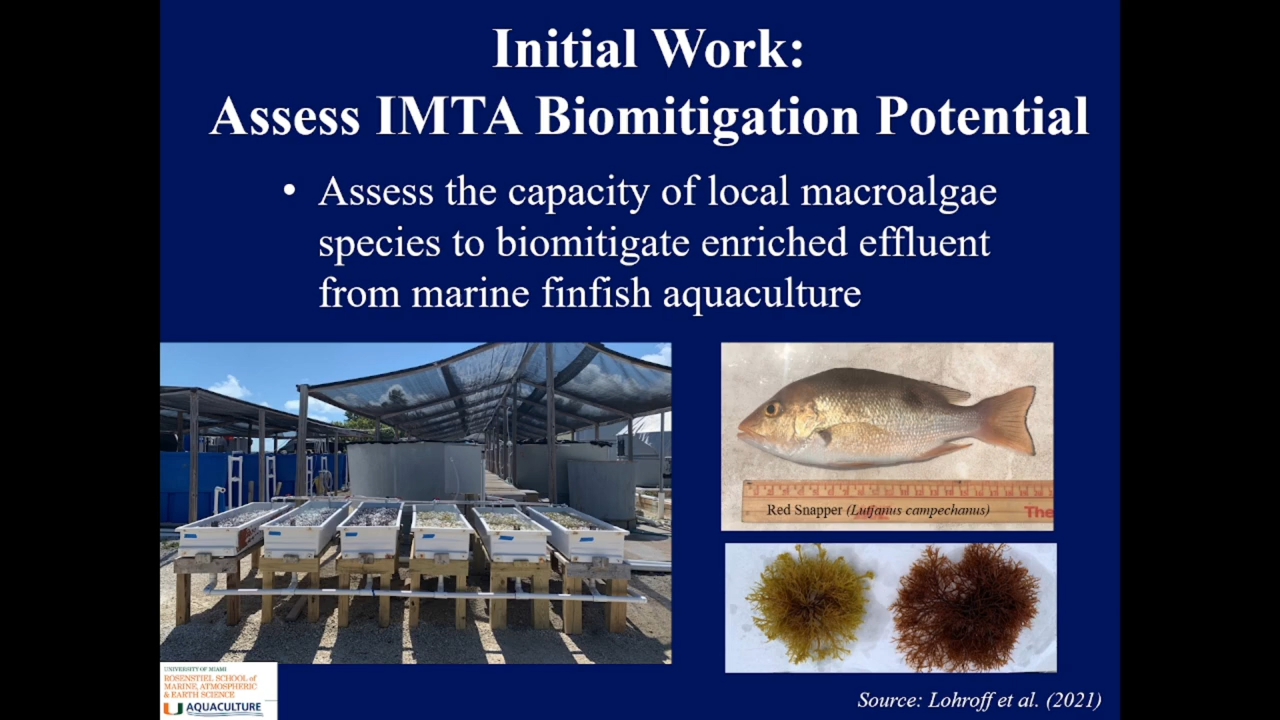 Initial Work:
Assess IMTA Biomitigation Potential
• Assess the capacity of local macroalgae
species to biomitigate enriched effluent
from marine finfish aquaculture
Red Snapper (Lutjanus campechanus)
The
UNIVERSITY OF MIAMI
ROSENSTIEL SCHOOL of
MARINE, ATMOSPHERIC
& EARTH SCIENCE
U AQUACULTURE
Source: Lohroff et al. (2021)